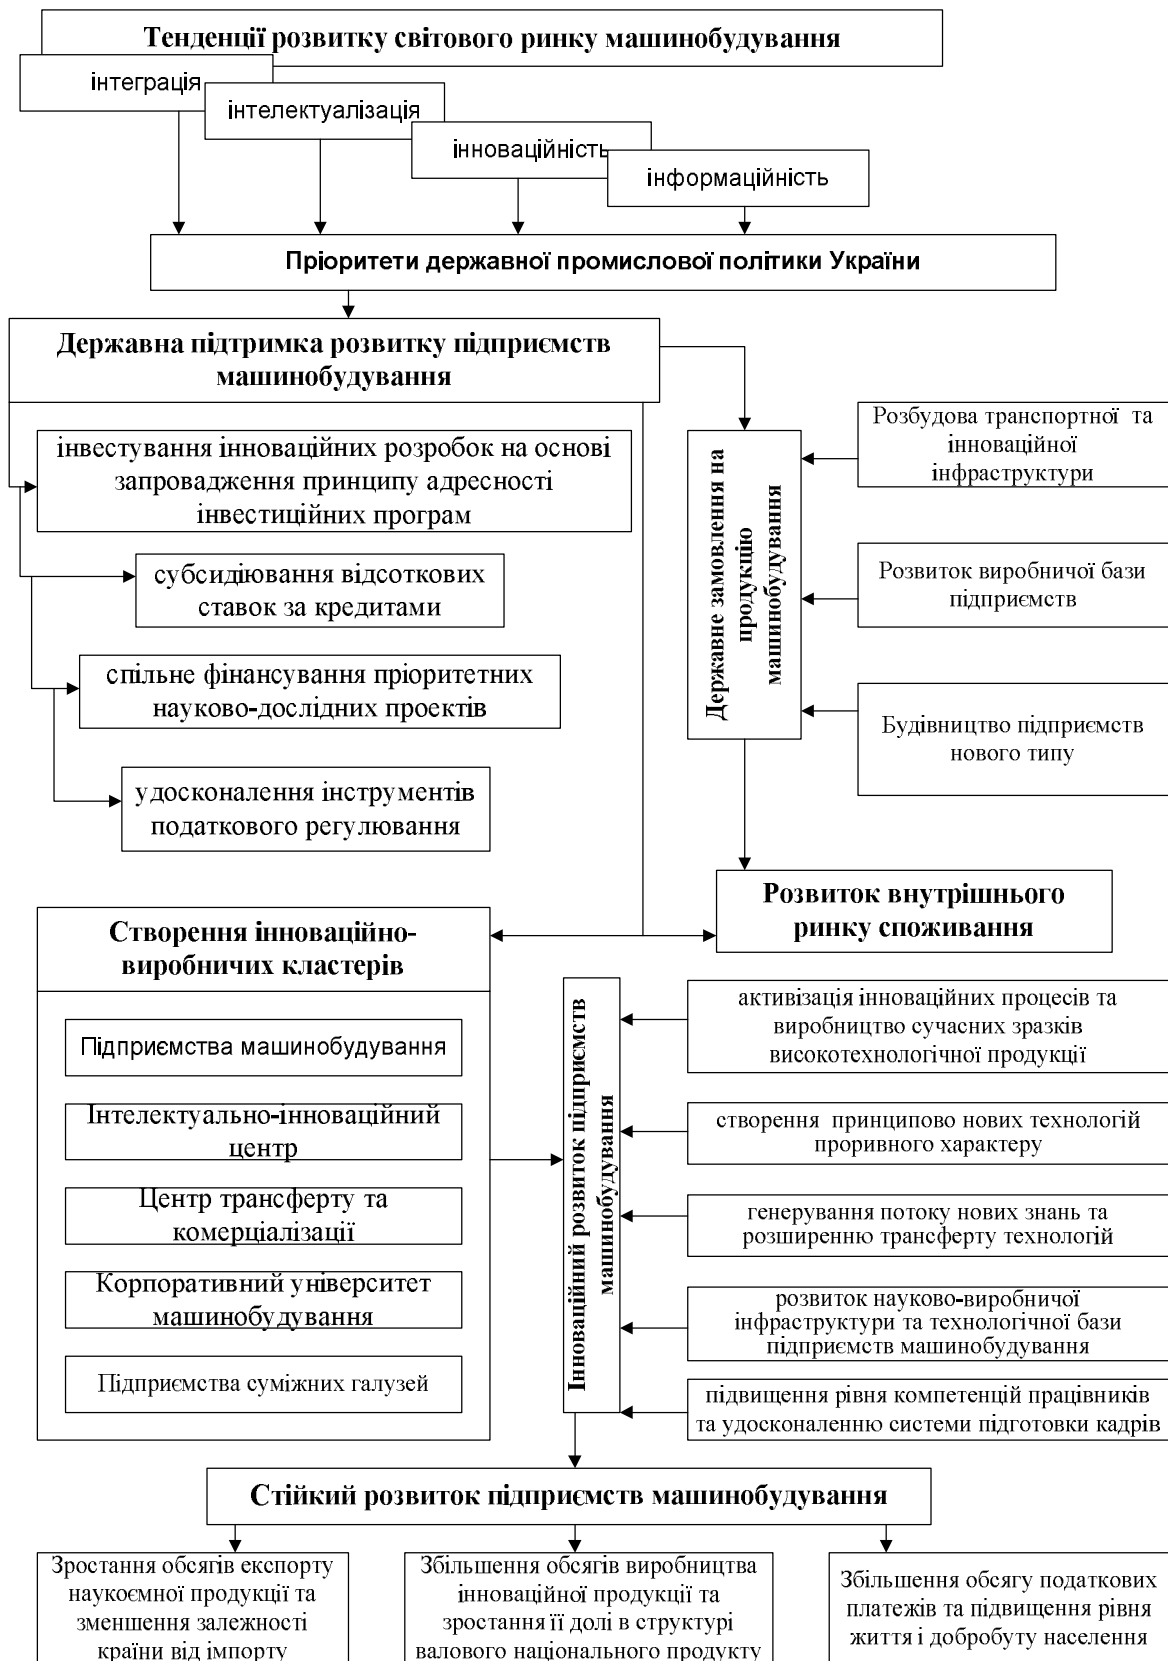 Тенденції розвитку світового ринку машинобудування
інтеграція
інтелектуалізація
інноваційність
інформаційність
Пріоритети державної промислової політики України
Державна підтримка розвитку підприємств
машинобудування
інвестування інноваційних розробок на основі
запровадження принципу адресності
інвестиційних програм
субсидіювання відсоткових
ставок за кредитами
спільне фінансування пріоритетних
науково-дослідних проектів
удосконалення інструментів
податкового регулювання
Державне замовлення на
продукцію
машинобудування
Розбудова транспортної та
інноваційної
інфраструктури
Розвиток виробничої бази
підприємств
Будівництво підприємств
нового типу
Розвиток внутрішнього
ринку споживання
Створення інноваційно-
виробничих кластерів
Підприємства машинобудування
Інтелектуально-інноваційний
центр
Центр трансферту та
комерціалізації
Корпоративний університет
машинобудування
Підприємства суміжних галузей
Інноваційний розвиток підприємств
машинобудування
активізація інноваційних процесів та
виробництво сучасних зразків
високотехнологічної продукції
створення принципово нових технологій
проривного характеру
генерування потоку нових знань та
розширенню трансферту технологій
розвиток науково-виробничої
інфраструктури та технологічної бази
підприємств машинобудування
підвищення рівня компетенцій працівників
та удосконаленню системи підготовки кадрів
Стійкий розвиток підприємств машинобудування
Зростання обсягів експорту
наукоємної продукції та
зменшення залежності
країни від імпорту
Збільшення обсягів виробництва
інноваційної продукції та
зростання її долі в структурі
валового національного продукту
Збільшення обсягу податкових
платежів та підвищення рівня
життя і добробуту населення